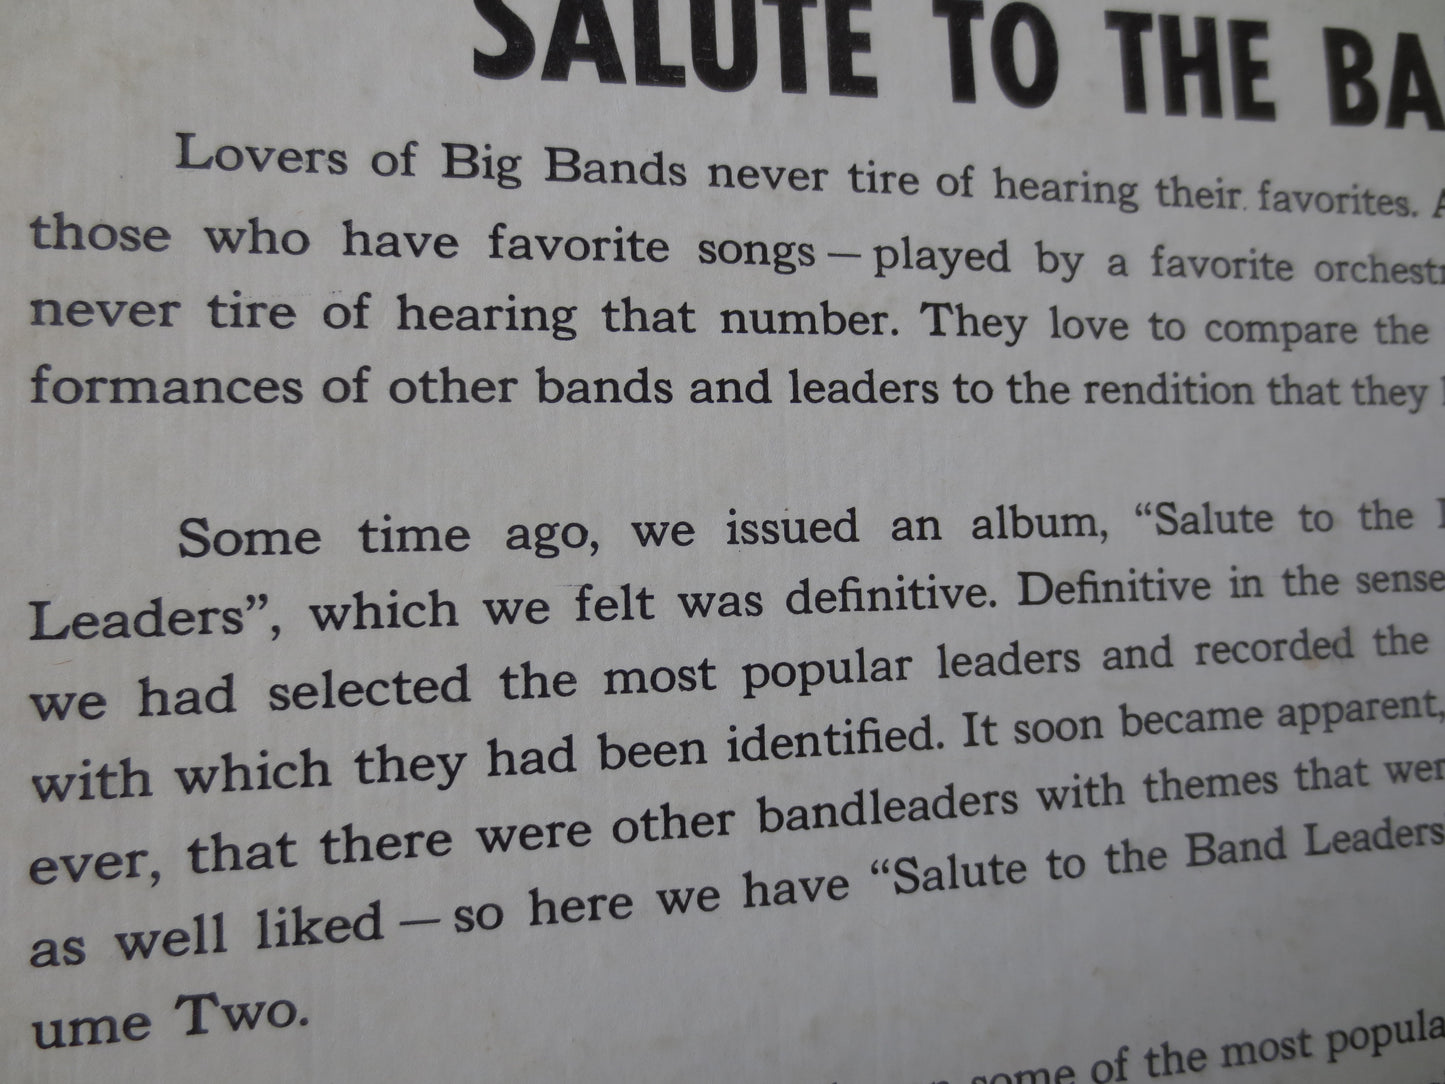 SALUTE TO THE BA
Lovers of Big Bands never tire of hearing their favorites. A
those who have favorite songs — played by a favorite orchestr
never tire of hearing that number. They love to compare the
formances of other bands and leaders to the rendition that they
Some time ago, we issued an album, “Salute to the
Leaders”, which we felt was definitive. Definitive in the sense
we had selected the most popular leaders and recorded the
with which they had been identified. It soon became apparent,
ever, that there were other bandleaders with themes that wer
as well liked — so here we have “Salute to the Band Leaders
ume Two.
some of the most popula